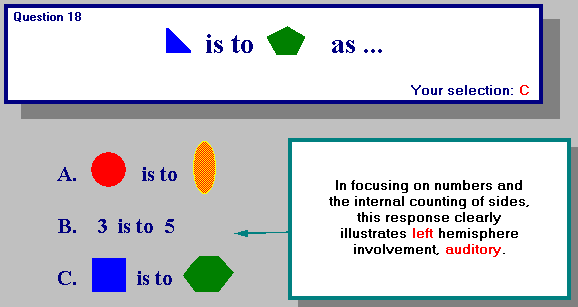 Question 18
is to as ...
Your selection: C
A. is to
B. 3 is to 5
C. is to
In focusing on numbers and
the internal counting of sides,
this response clearly
illustrates left hemisphere
involvement, auditory.